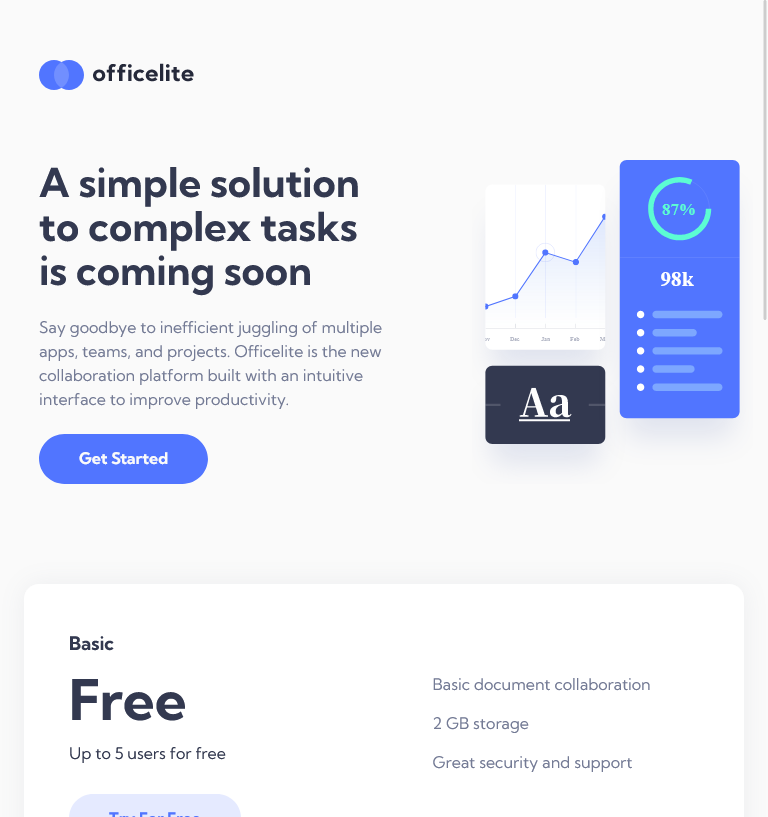 officelite
A simple solution
to complex tasks
is coming soon
Say goodbye to inefficient juggling of multiple
apps, teams, and projects. Officelite is the new
collaboration platform built with an intuitive
interface to improve productivity.
Get Started
87%
98k
Dec Jan Feb
Aa
Basic
Free
Up to 5 users for free
Basic document collaboration
2 GB storage
Great security and support
Try For Free